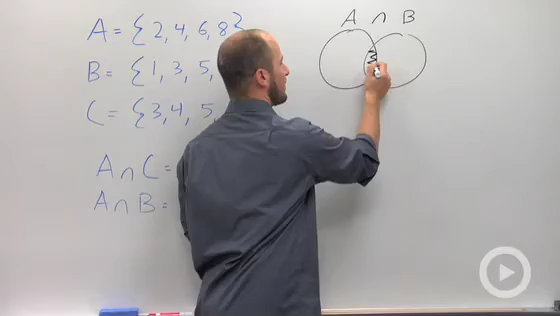 A ∩ B
A = {2, 4, 6, 8}
B = {1, 3, 5,
C = {3, 4, 5
A ∩ C =
A ∩ B =